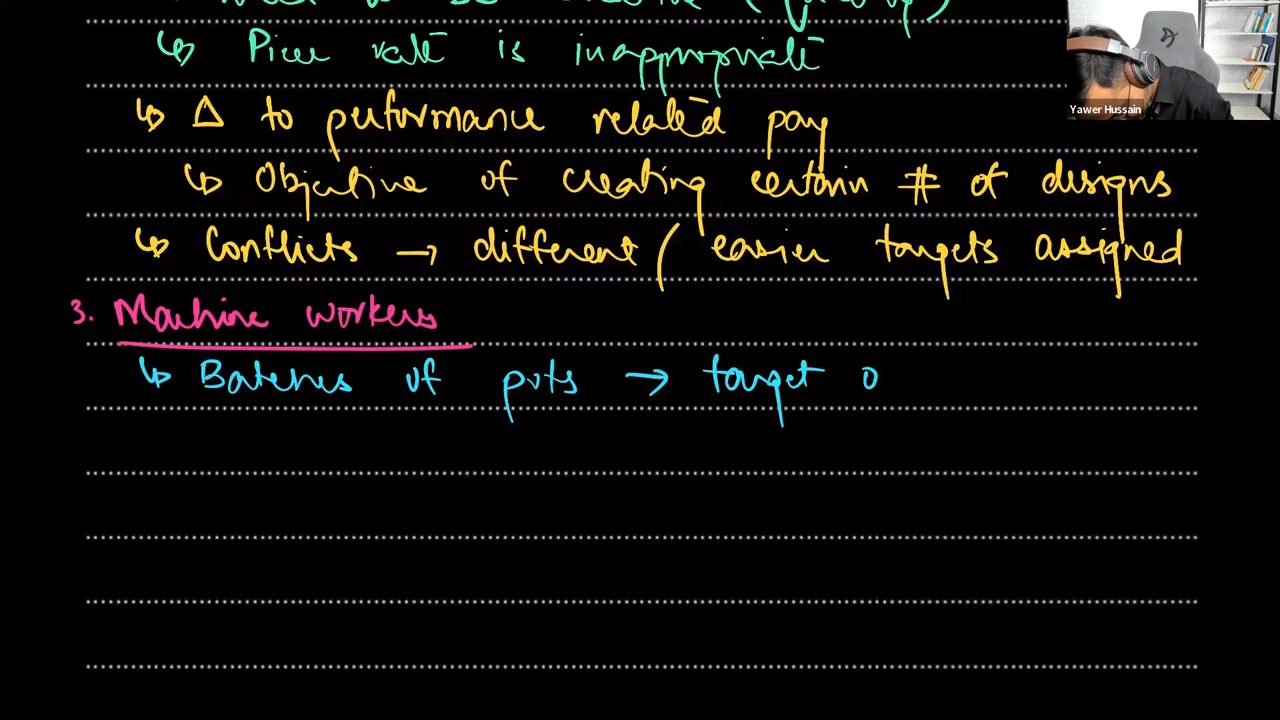 ↳ Piece rate is inappropriate
Yawer Hussain
↳ Δ to performance related pay
↳ Objective of creating certain # of designs
↳ Conflicts → different / easier targets assigned
3. Machine workers
↳ Batches of pots → target o